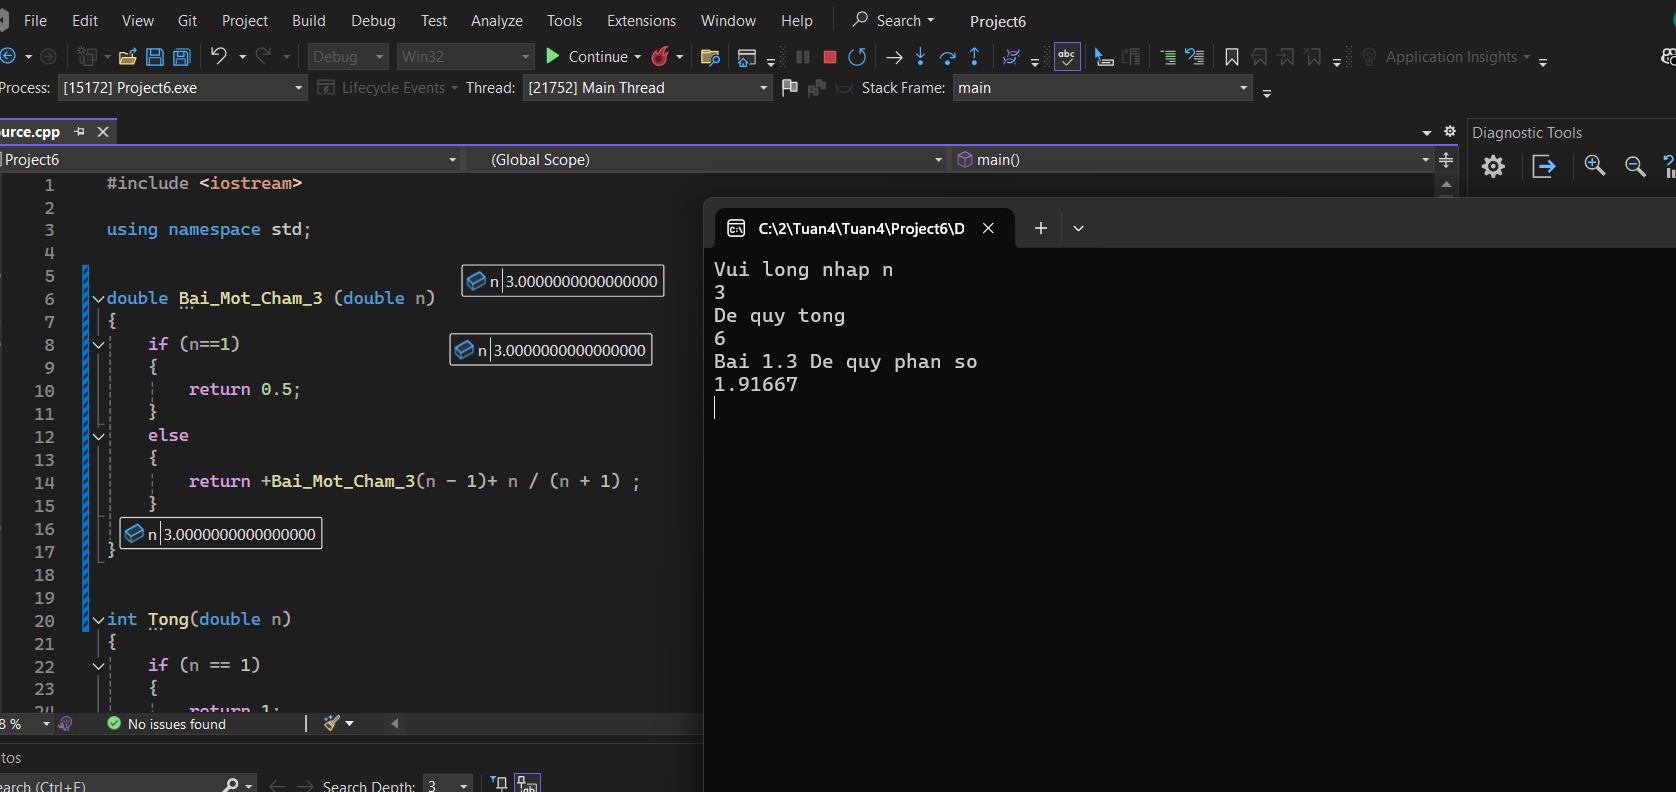 File Edit View Git Project Build Debug Test Analyze Tools Extensions Window Help Search Project6
Debug Win32 Continue abc Application Insights
Process: [15172] Project6.exe Lifecycle Events Thread: [21752] Main Thread Stack Frame: main
urce.cpp
Diagnostic Tools
Project6 (Global Scope) main()
1 #include <iostream>
2
3 using namespace std;
4
5
n 3.0000000000000000
6 double Bai_Mot_Cham_3 (double n)
7 {
8 if (n==1)
n 3.0000000000000000
9 {
10 return 0.5;
11 }
12 else
13 {
14 return +Bai_Mot_Cham_3(n - 1)+ n / (n + 1) ;
15 }
16
n 3.0000000000000000
17 }
18
19
20 int Tong(double n)
21 {
22 if (n == 1)
23 {
24 return 1;
8 % No issues found
tos
earch (Ctrl+E) Search Depth: 3
C:\2\Tuan4\Tuan4\Project6\D
Vui long nhap n
3
De quy tong
6
Bai 1.3 De quy phan so
1.91667